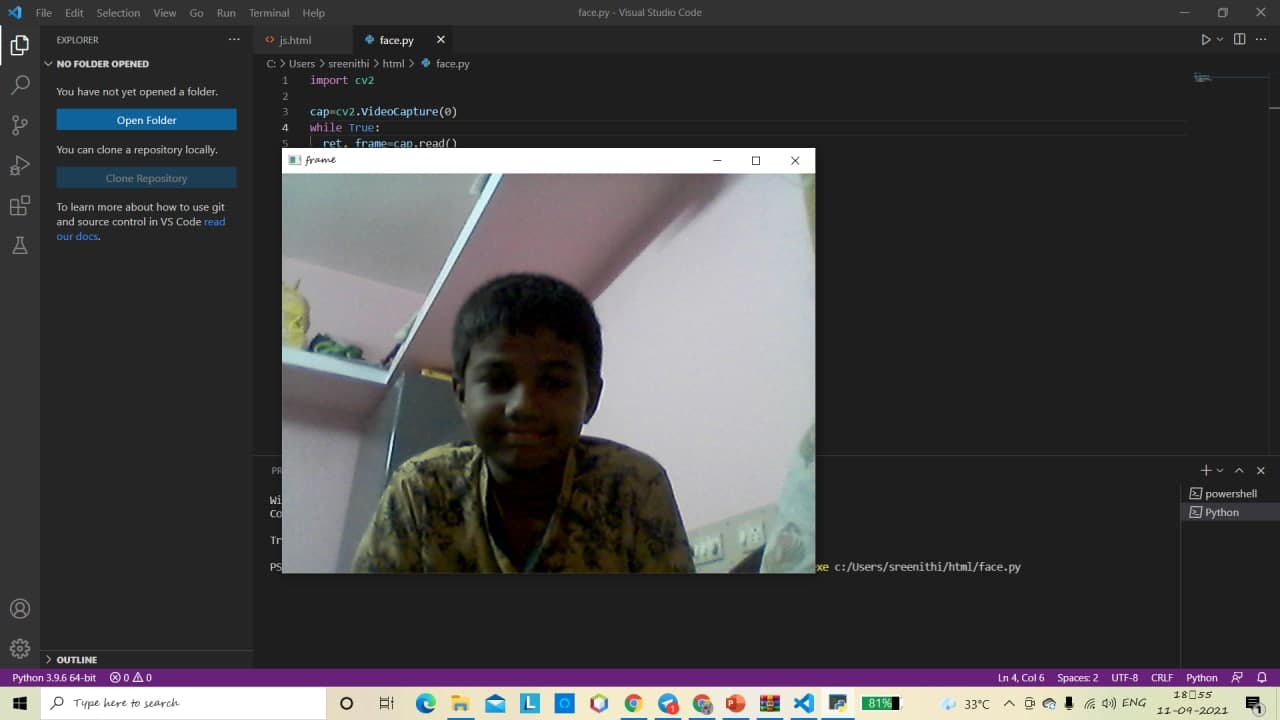 File Edit Selection View Go Run Terminal Help
face.py - Visual Studio Code
EXPLORER
NO FOLDER OPENED
You have not yet opened a folder.
Open Folder
You can clone a repository locally.
Clone Repository
To learn more about how to use git
and source control in VS Code read
our docs.
OUTLINE
js.html
face.py
C: > Users > sreenithi > html > face.py
1 import cv2
2
3 cap=cv2.VideoCapture(0)
4 while True:
5 ret, frame=cap.read()
frame
PR
Wi
Co
Tr
PS
xe c:/Users/sreenithi/html/face.py
powershell
Python
Python 3.9.6 64-bit
0 0
Ln 4, Col 6 Spaces: 2 UTF-8 CRLF Python
Type here to search
L
81%
33°C
ENG
18:55
11-09-2021
1